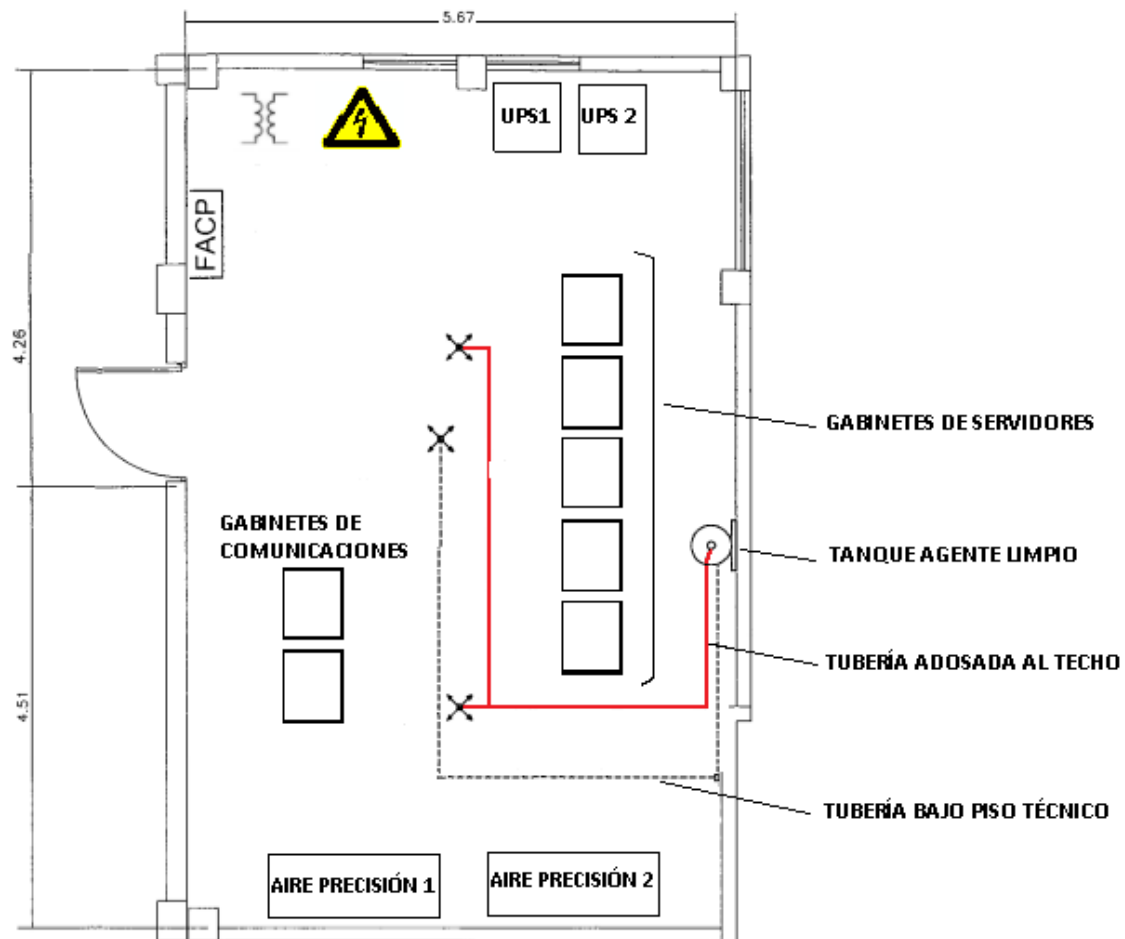 5.67
UPS1
UPS 2
FACP
4.26
GABINETES DE SERVIDORES
GABINETES DE
COMUNICACIONES
TANQUE AGENTE LIMPIO
TUBERÍA ADOSADA AL TECHO
4.51
TUBERÍA BAJO PISO TÉCNICO
AIRE PRECISIÓN 1
AIRE PRECISIÓN 2